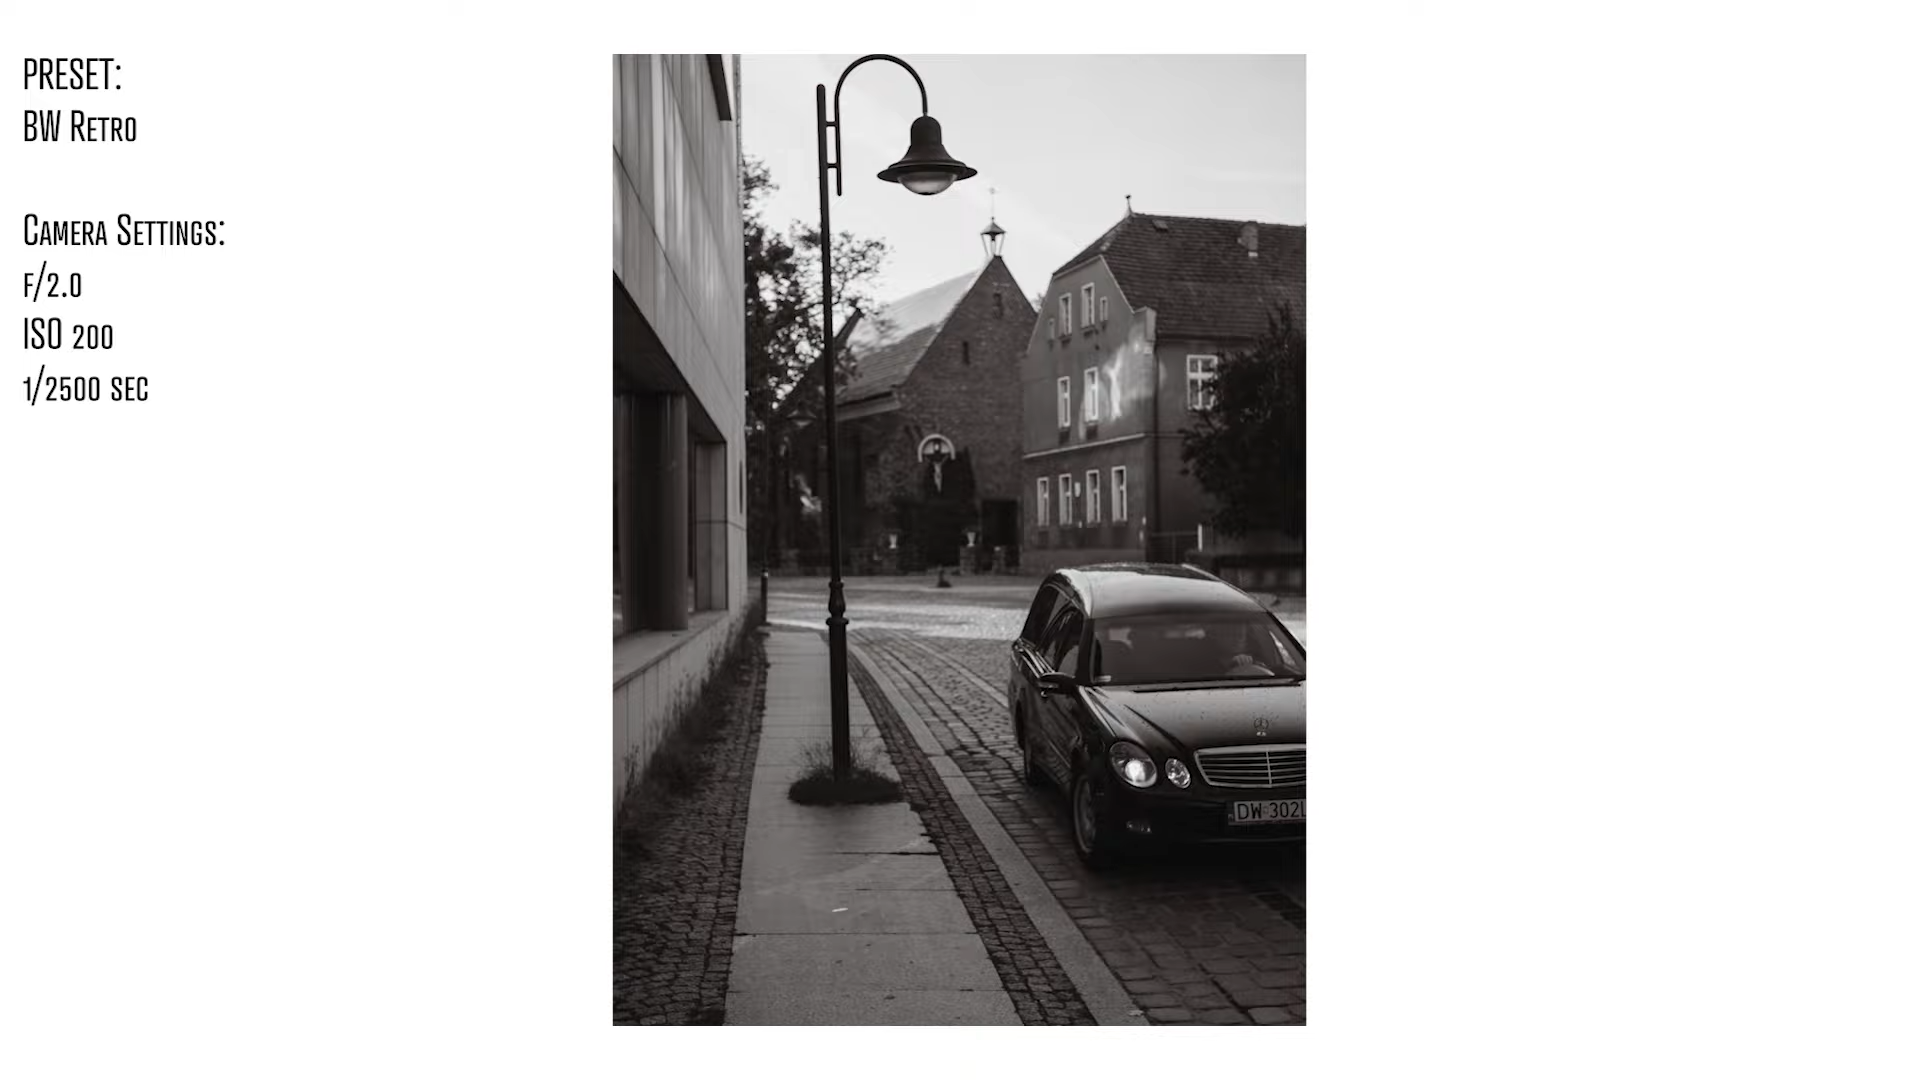 PRESET:
BW RETRO
CAMERA SETTINGS:
F/2.0
ISO 200
1/2500 SEC
DW 302L